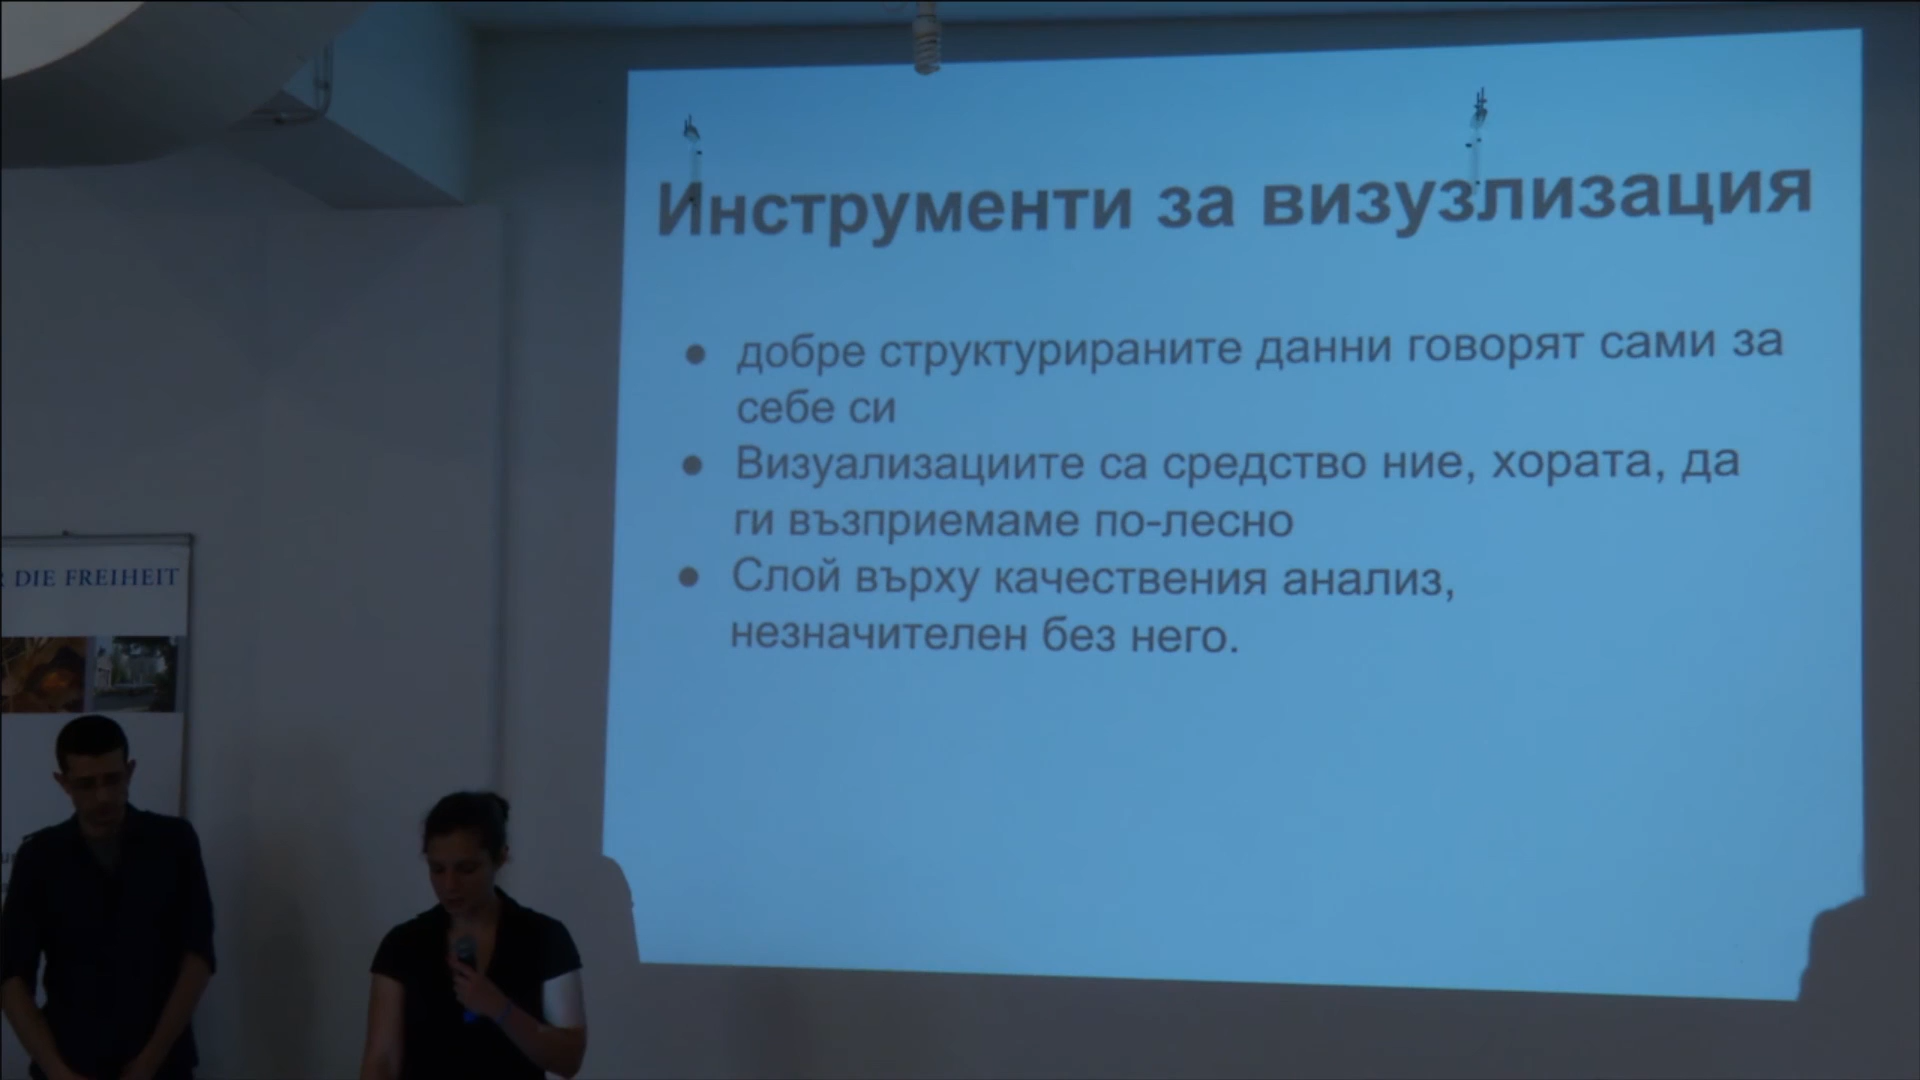 Инструменти за визузлизация
добре структурираните данни говорят сами за
себе си
Визуализациите са средство ние, хората, да
ги възприемаме по-лесно
Слой върху качествения анализ,
незначителен без него.
DIE FREIHEIT